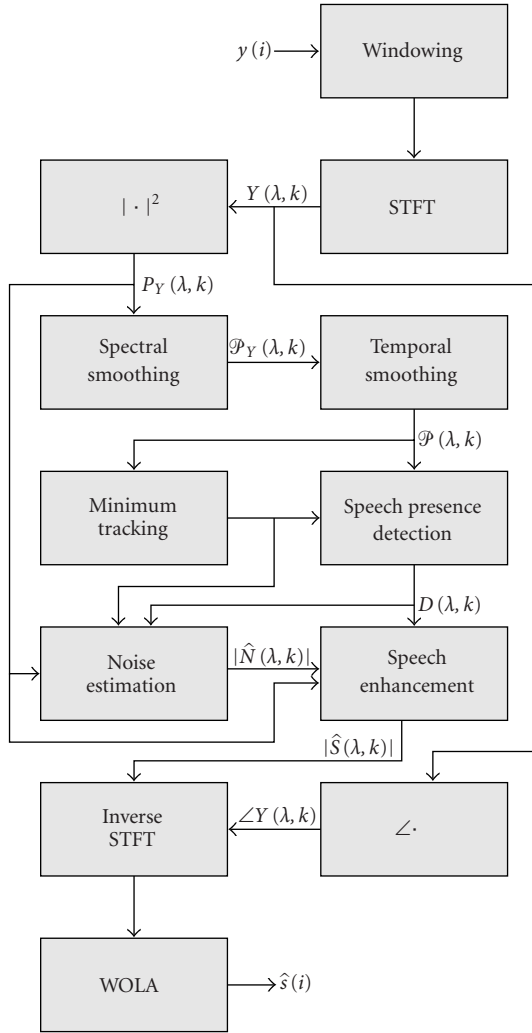 y(i)
Windowing
|·|²
Y(λ, k)
STFT
P_Y(λ, k)
Spectral
smoothing
𝒫_Y(λ, k)
Temporal
smoothing
𝒫(λ, k)
Minimum
tracking
Speech presence
detection
D(λ, k)
Noise
estimation
|N̂(λ, k)|
Speech
enhancement
|Ŝ(λ, k)|
Inverse
STFT
∠Y(λ, k)
∠·
WOLA
ŝ(i)